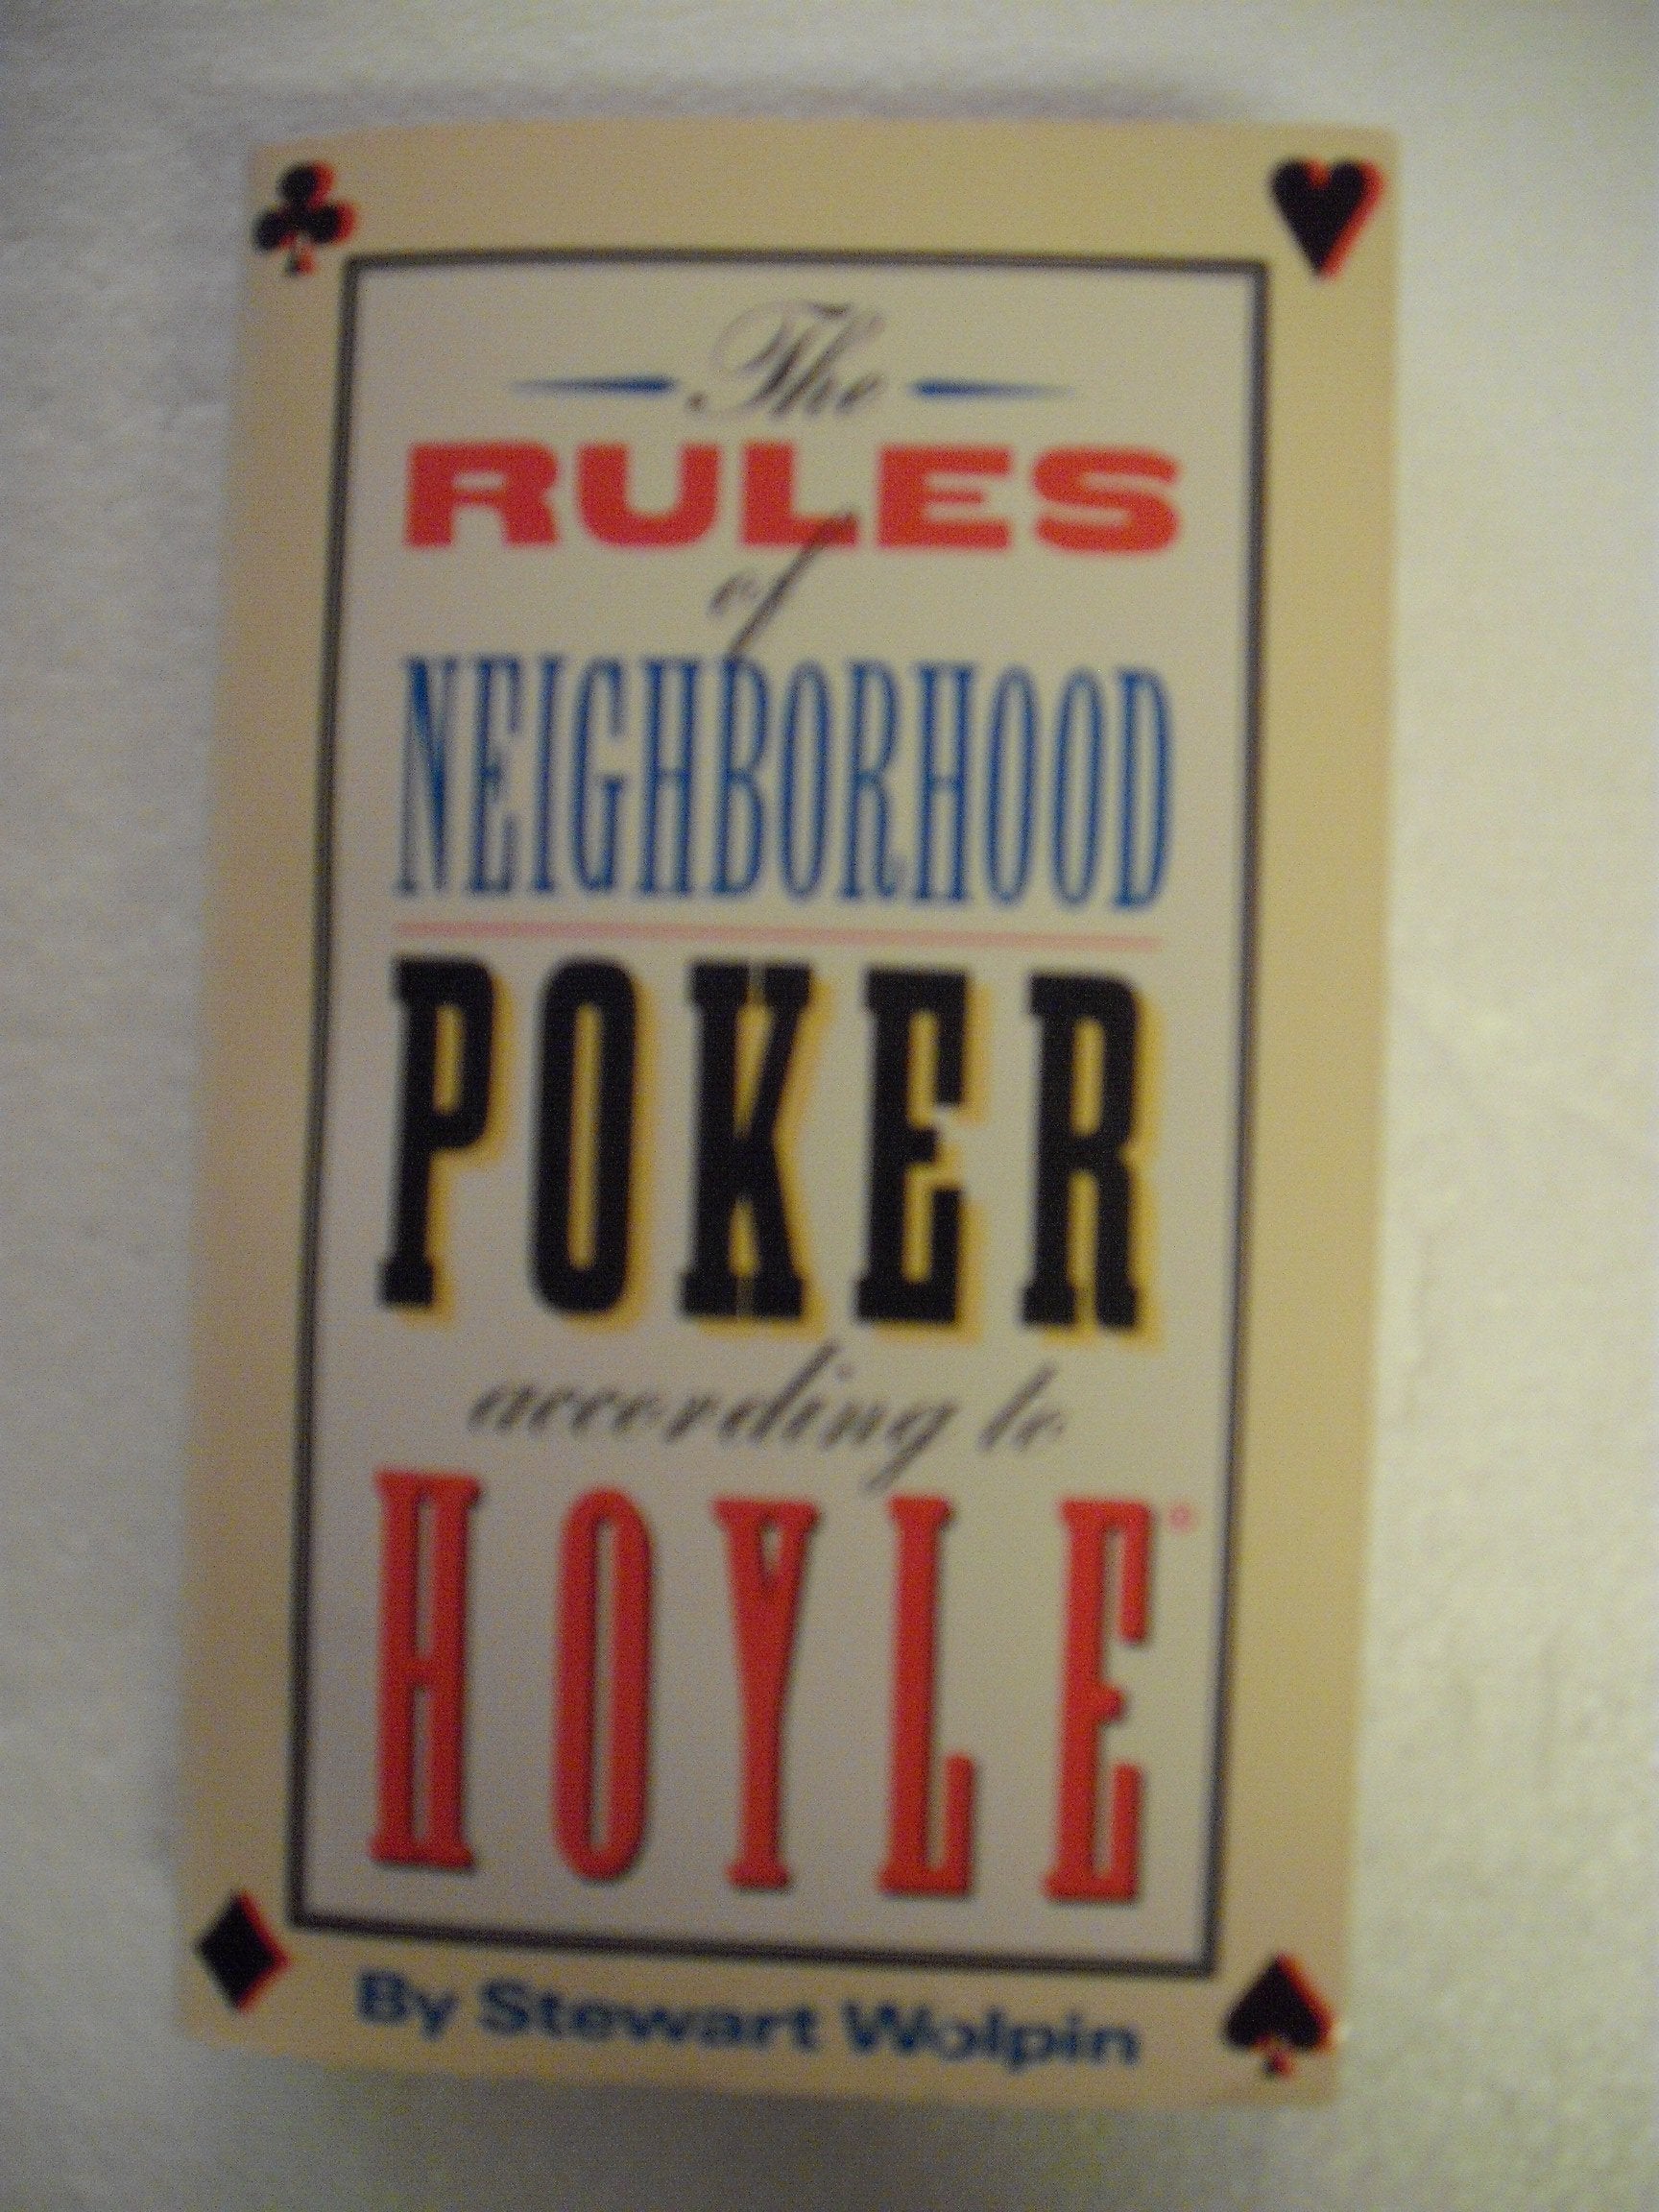 The
RULES
of
NEIGHBORHOOD
POKER
according to
HOYLE
By Stewart Wolpin